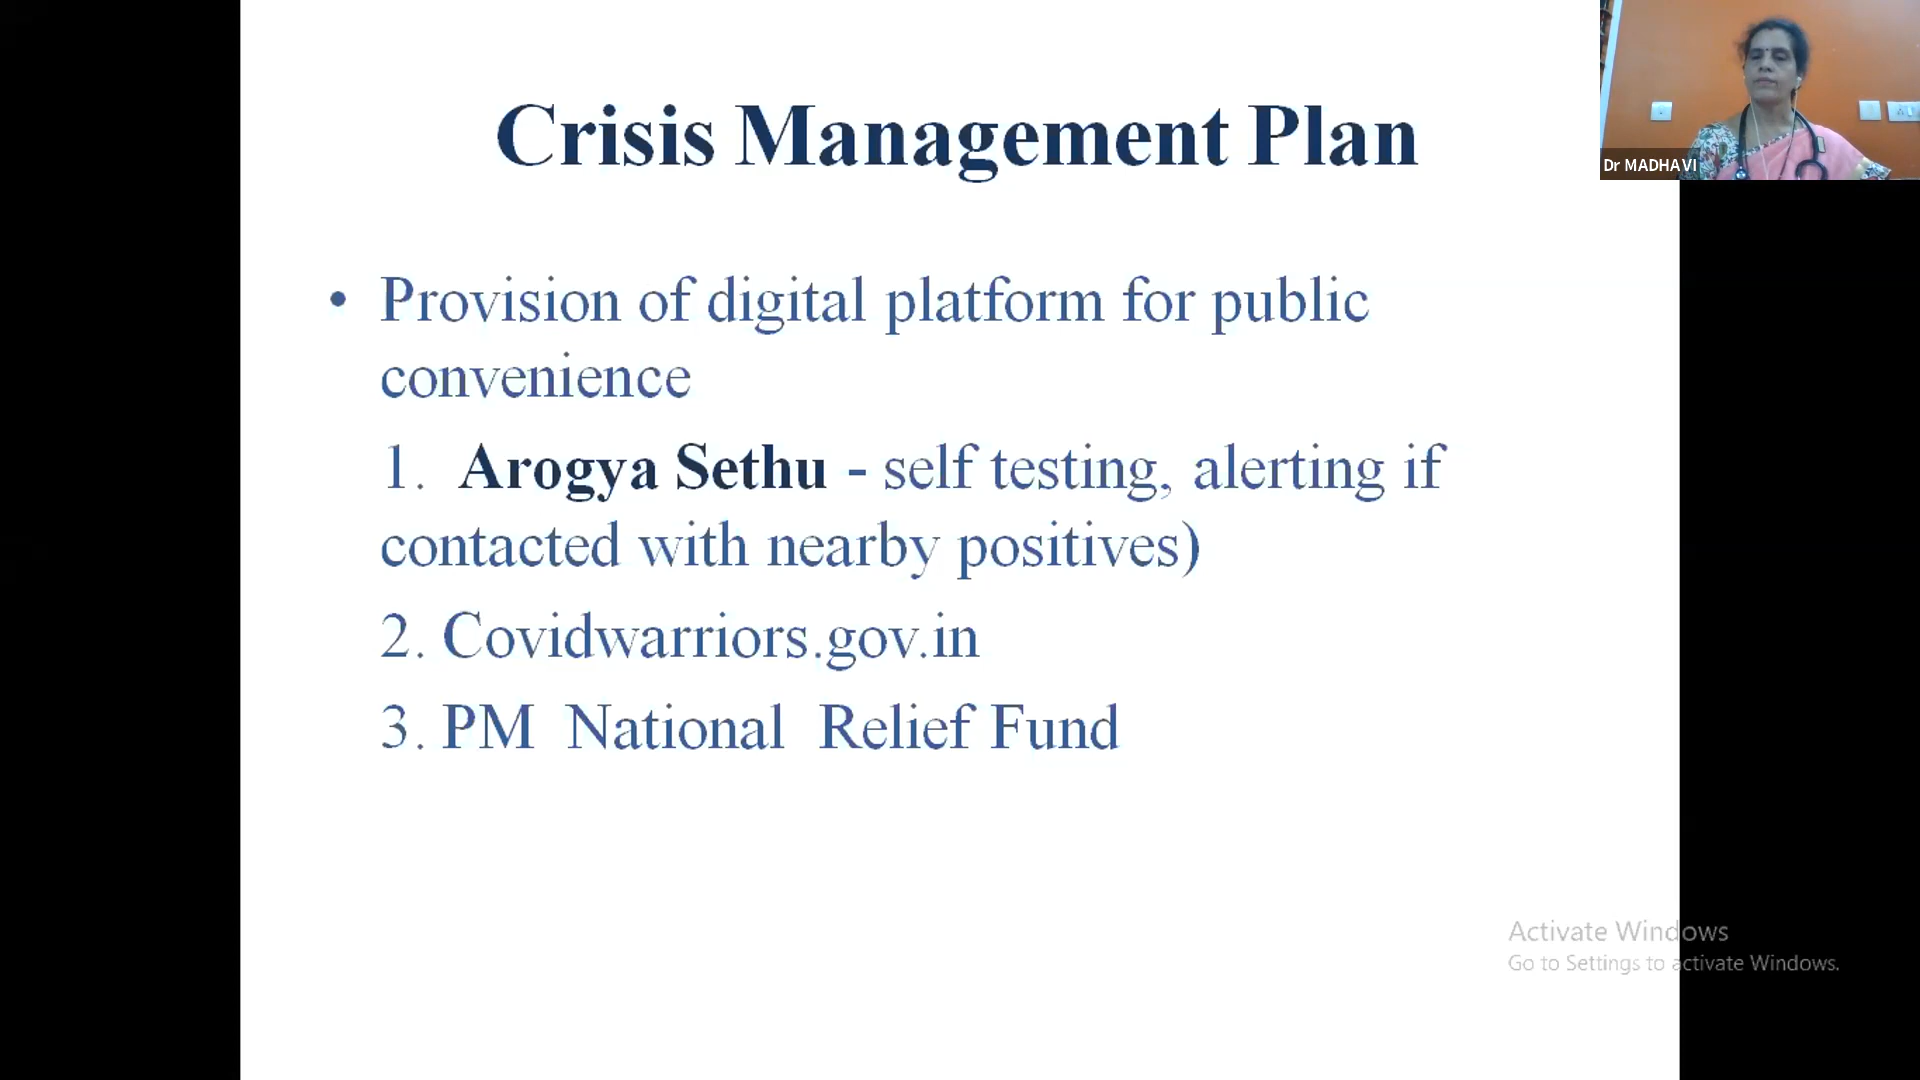 Crisis Management Plan
• Provision of digital platform for public
convenience
1. Arogya Sethu - self testing, alerting if
contacted with nearby positives)
2. Covidwarriors.gov.in
3. PM National Relief Fund
Dr MADHAVI
Activate Windows
Go to Settings to activate Windows.